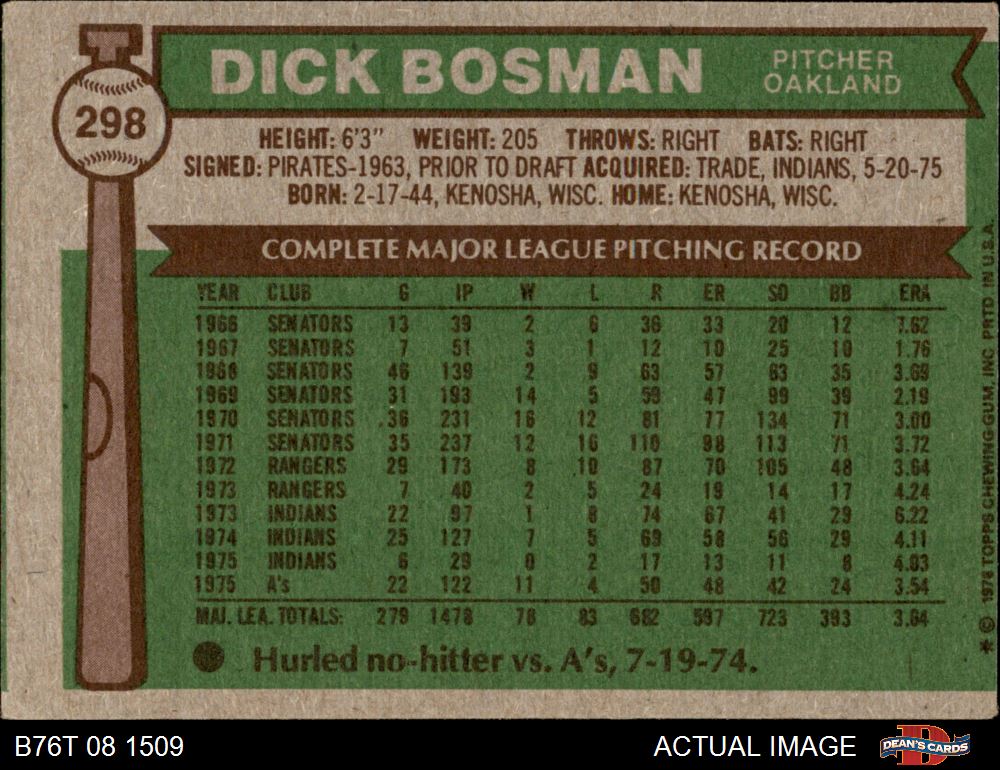 DICK BOSMAN
PITCHER
OAKLAND
298
HEIGHT: 6'3" WEIGHT: 205 THROWS: RIGHT BATS: RIGHT
SIGNED: PIRATES-1963, PRIOR TO DRAFT ACQUIRED: TRADE, INDIANS, 5-20-75
BORN: 2-17-44, KENOSHA, WISC. HOME: KENOSHA, WISC.
COMPLETE MAJOR LEAGUE PITCHING RECORD
YEAR CLUB G IP W L R ER SO BB ERA
1966 SENATORS 13 39 2 6 36 33 20 12 7.62
1967 SENATORS 7 51 3 1 12 10 25 10 1.76
1968 SENATORS 46 139 2 9 63 57 63 35 3.69
1969 SENATORS 31 193 14 5 59 47 99 39 2.19
1970 SENATORS 36 231 16 12 81 77 134 71 3.00
1971 SENATORS 35 237 12 16 110 98 113 71 3.72
1972 RANGERS 29 173 8 10 87 70 105 48 3.64
1973 RANGERS 7 40 2 5 24 19 14 17 4.24
1973 INDIANS 22 97 1 8 74 67 41 29 6.22
1974 INDIANS 25 127 7 5 69 58 56 29 4.11
1975 INDIANS 6 29 0 2 17 13 11 8 4.03
1975 A's 22 122 11 4 50 48 42 24 3.54
MAJ. LEA. TOTALS: 279 1478 78 83 682 597 723 393 3.64
Hurled no-hitter vs. A's, 7-19-74.
* © 1976 TOPPS CHEWING GUM, INC. PRTD. IN U.S.A.
B76T 08 1509
ACTUAL IMAGE
DEAN'S CARDS